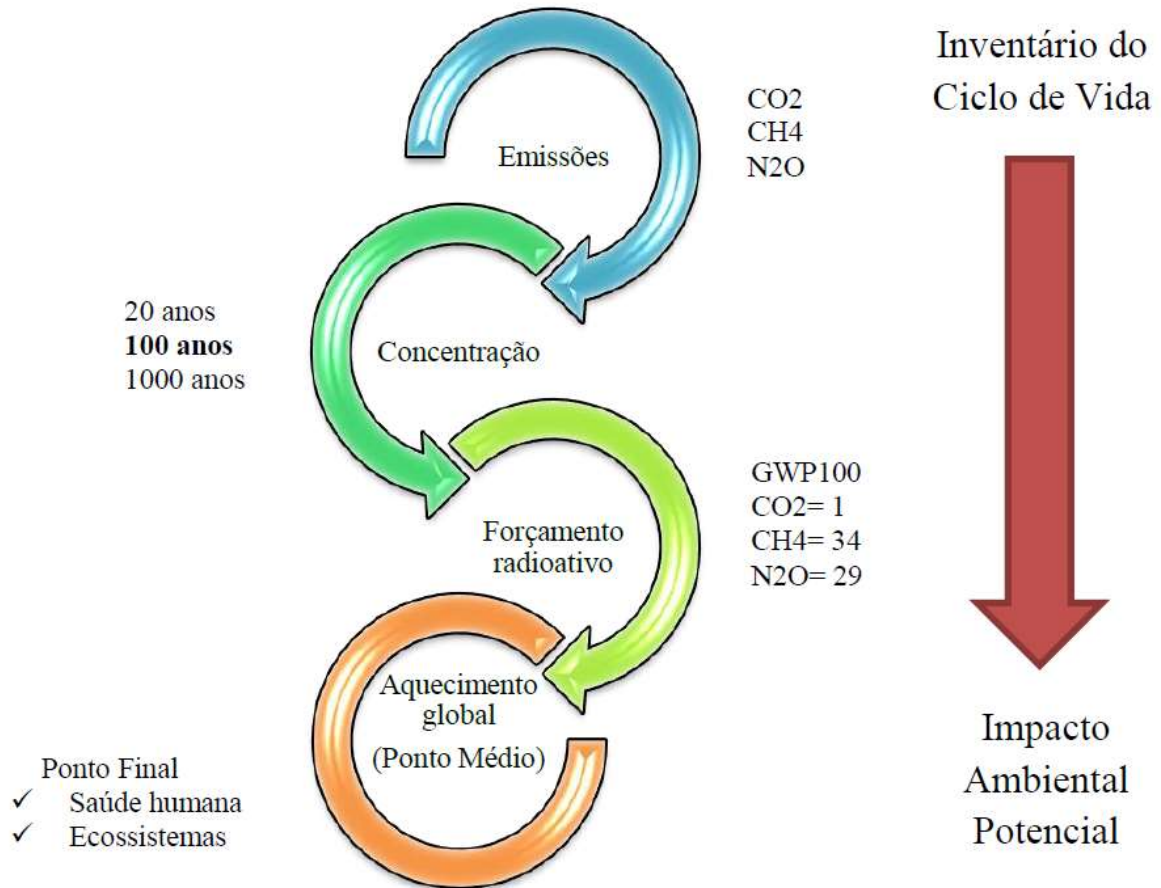 Inventário do
Ciclo de Vida
CO2
CH4
N2O
Emissões
20 anos
100 anos
1000 anos
Concentração
GWP100
CO2= 1
CH4= 34
N2O= 29
Forçamento
radioativo
Aquecimento
global
(Ponto Médio)
Ponto Final
✓ Saúde humana
✓ Ecossistemas
Impacto
Ambiental
Potencial